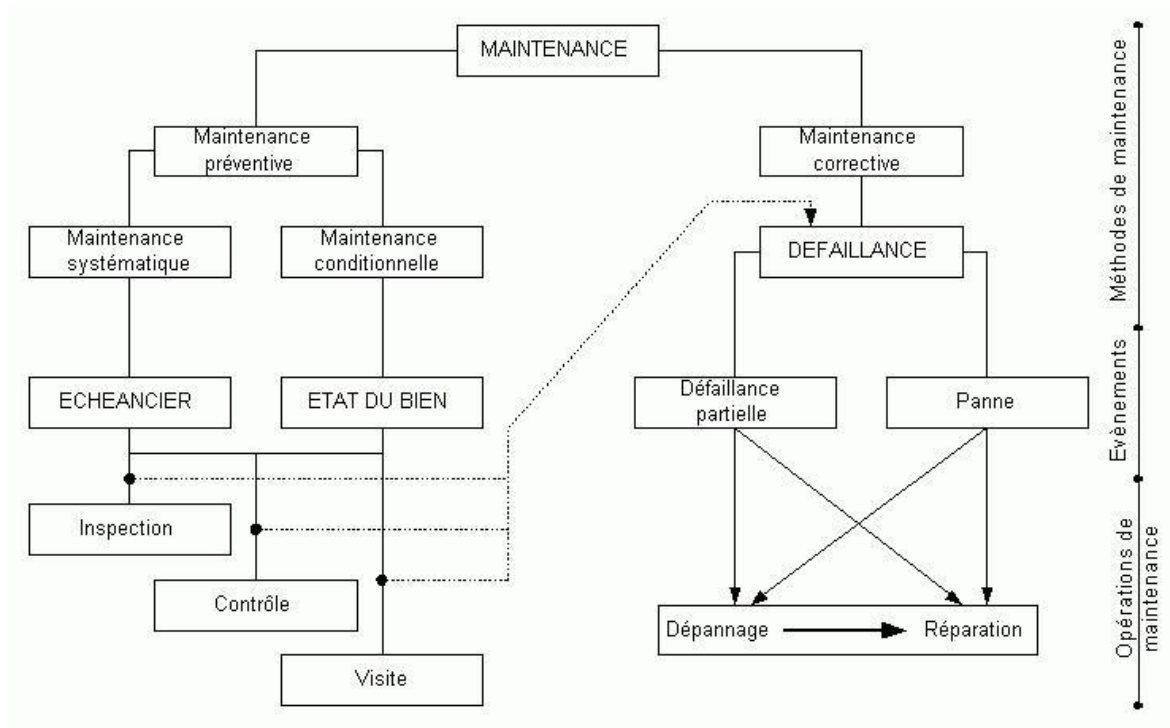 MAINTENANCE
Maintenance
préventive
Maintenance
corrective
Maintenance
systématique
Maintenance
conditionnelle
DEFAILLANCE
ECHEANCIER
ETAT DU BIEN
Défaillance
partielle
Panne
Inspection
Contrôle
Visite
Dépannage
Réparation
Méthodes de maintenance
Evènements
Opérations de
maintenance